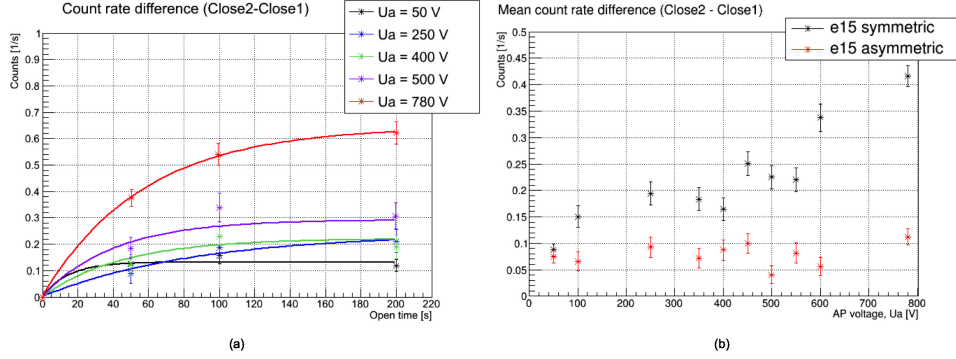 Count rate difference (Close2-Close1)
Counts [1/s]
1
0.9
0.8
0.7
0.6
0.5
0.4
0.3
0.2
0.1
0
0 20 40 60 80 100 120 140 160 180 200 220
Open time [s]
Ua = 50 V
Ua = 250 V
Ua = 400 V
Ua = 500 V
Ua = 780 V
(a)
Mean count rate difference (Close2 - Close1)
Counts [1/s]
0.5
0.45
0.4
0.35
0.3
0.25
0.2
0.15
0.1
0.05
0
0 100 200 300 400 500 600 700 800
AP voltage, Ua [V]
e15 symmetric
e15 asymmetric
(b)